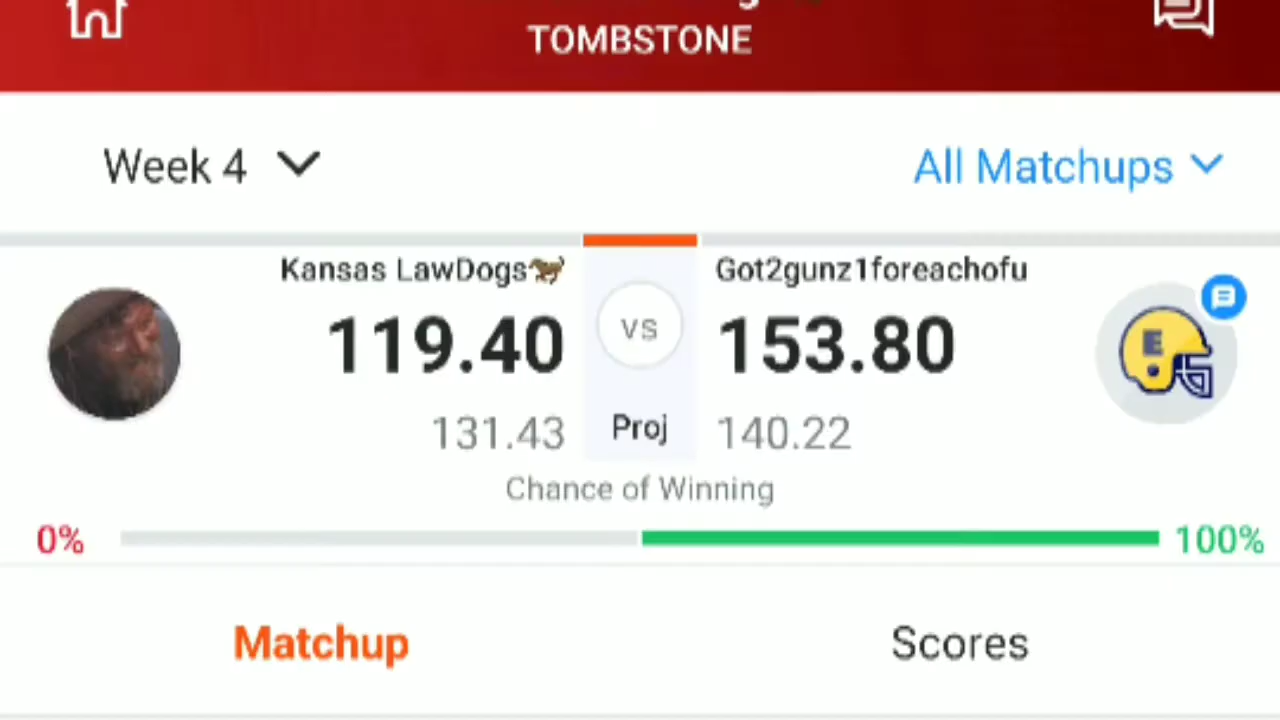 TOMBSTONE
Week 4
All Matchups
Kansas LawDogs
Got2gunz1foreachofu
119.40
vs
153.80
131.43
Proj
140.22
Chance of Winning
0%
100%
E
Matchup
Scores